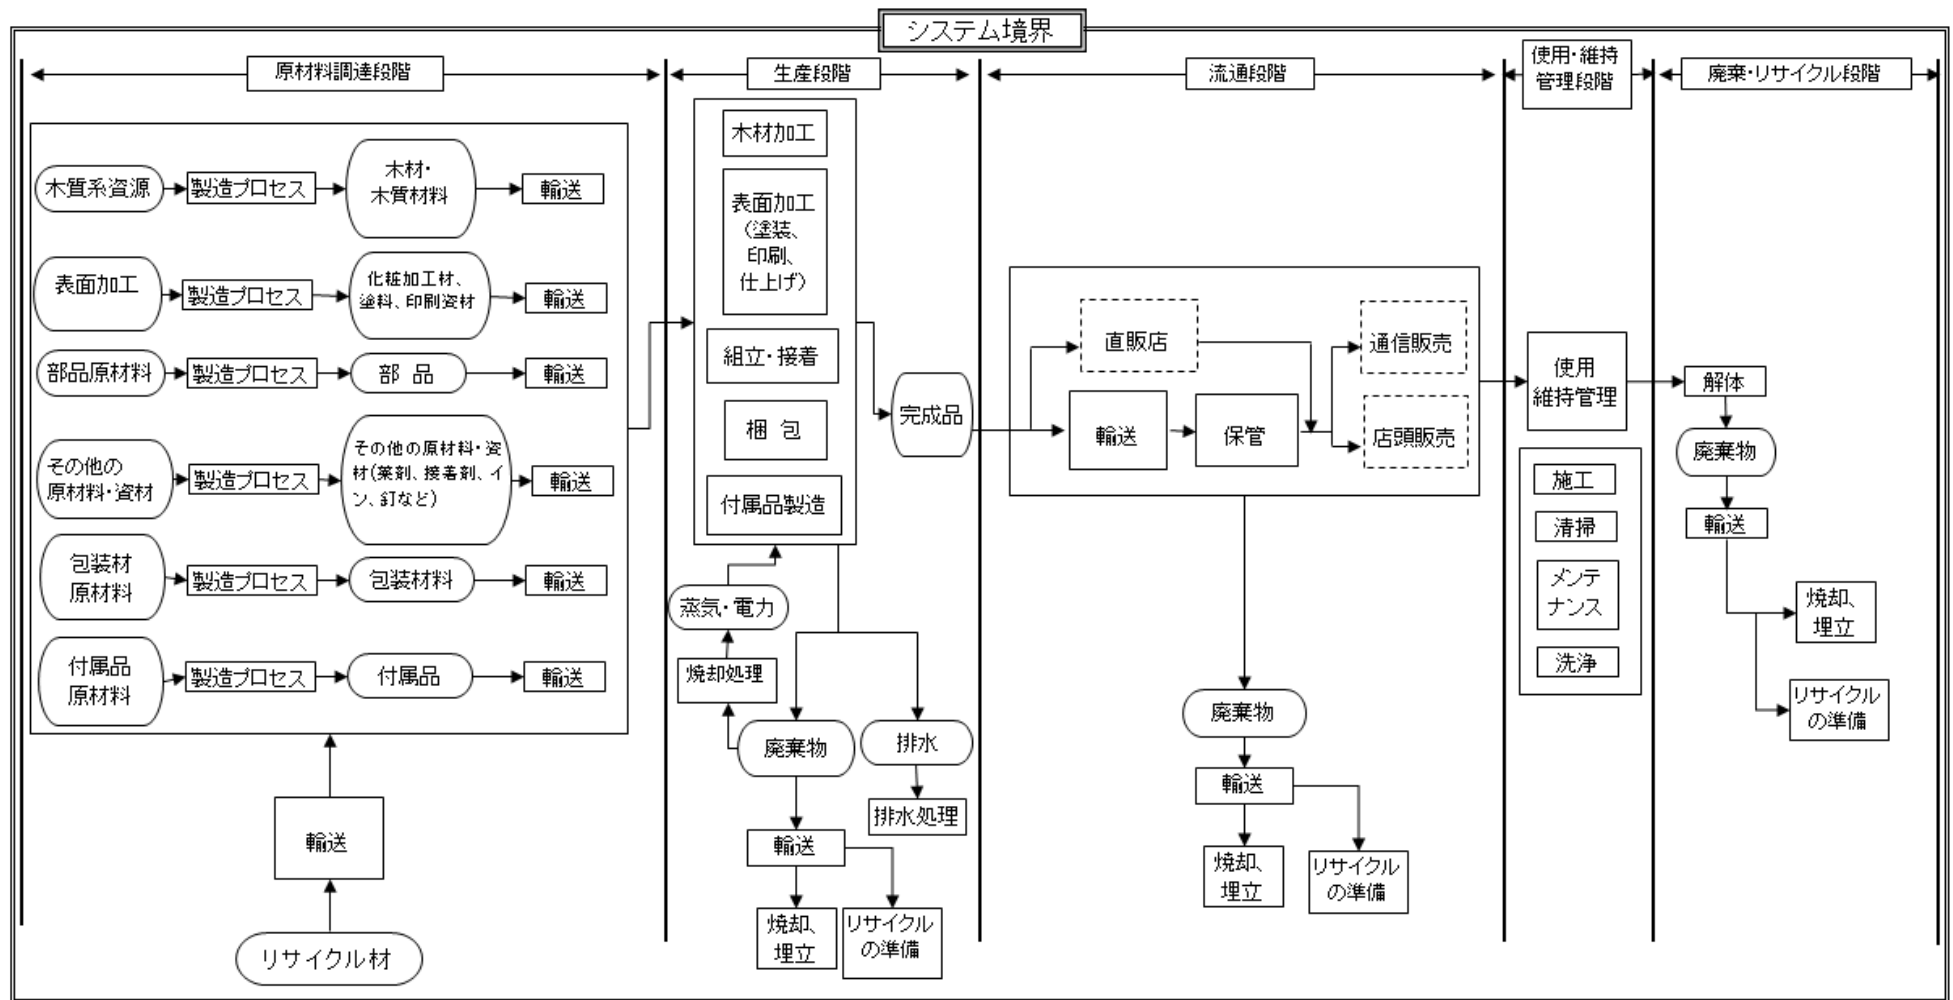 システム境界
原材料調達段階
生産段階
流通段階
使用・維持
管理段階
廃棄・リサイクル段階
木質系資源
製造プロセス
木材・
木質材料
輸送
表面加工
製造プロセス
化粧加工材、
塗料、印刷資材
輸送
部品原材料
製造プロセス
部 品
輸送
その他の
原材料・資材
製造プロセス
その他の原材料・資
材(薬剤、接着剤、イ
ン、釘など)
輸送
包装材
原材料
製造プロセス
包装材料
輸送
付属品
原材料
製造プロセス
付属品
輸送
輸送
リサイクル材
木材加工
表面加工
(塗装、
印刷、
仕上げ)
組立・接着
梱 包
付属品製造
蒸気・電力
焼却処理
廃棄物
排水
排水処理
輸送
焼却、
埋立
リサイクル
の準備
完成品
直販店
輸送
保管
通信販売
店頭販売
廃棄物
輸送
焼却、
埋立
リサイクル
の準備
使用
維持管理
施工
清掃
メンテ
ナンス
洗浄
解体
廃棄物
輸送
焼却、
埋立
リサイクル
の準備